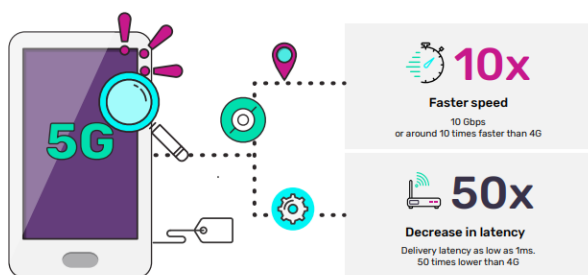 5G
10x
Faster speed
10 Gbps
or around 10 times faster than 4G
50x
Decrease in latency
Delivery latency as low as 1ms.
50 times lower than 4G